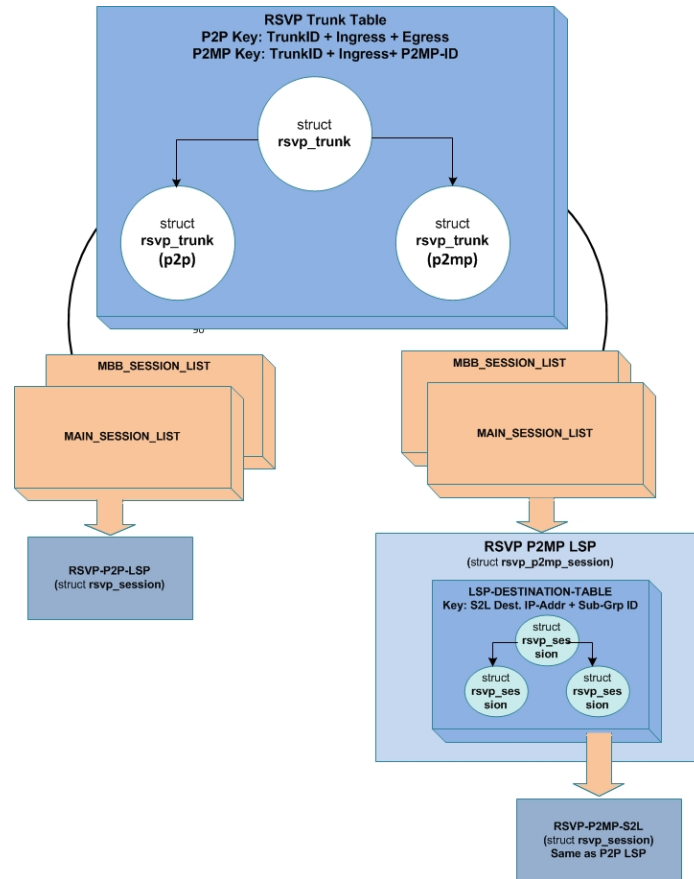 RSVP Trunk Table
P2P Key: TrunkID + Ingress + Egress
P2MP Key: TrunkID + Ingress+ P2MP-ID
struct
rsvp_trunk
struct
rsvp_trunk
(p2p)
struct
rsvp_trunk
(p2mp)
MBB_SESSION_LIST
MAIN_SESSION_LIST
MBB_SESSION_LIST
MAIN_SESSION_LIST
RSVP-P2P-LSP
(struct rsvp_session)
RSVP P2MP LSP
(struct rsvp_p2mp_session)
LSP-DESTINATION-TABLE
Key: S2L Dest. IP-Addr + Sub-Grp ID
struct
rsvp_ses
sion
struct
rsvp_ses
sion
struct
rsvp_ses
sion
RSVP-P2MP-S2L
(struct rsvp_session)
Same as P2P LSP